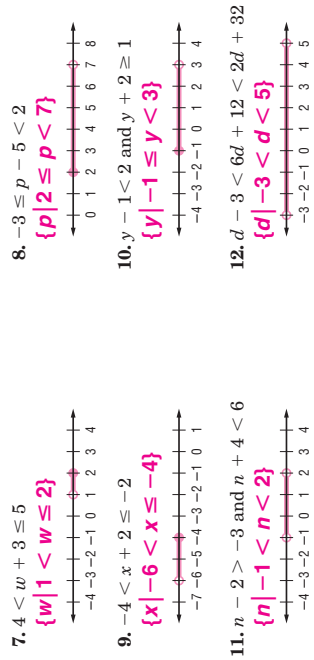 7. 4 < w + 3 ≤ 5
{w|1 < w ≤ 2}
−4 −3 −2 −1 0 1 2 3 4
8. −3 ≤ p − 5 < 2
{p|2 ≤ p < 7}
0 1 2 3 4 5 6 7 8
9. −4 < x + 2 ≤ −2
{x|−6 < x ≤ −4}
−7 −6 −5 −4 −3 −2 −1 0 1
10. y − 1 < 2 and y + 2 ≥ 1
{y|−1 ≤ y < 3}
−4 −3 −2 −1 0 1 2 3 4
11. n − 2 > −3 and n + 4 < 6
{n|−1 < n < 2}
−4 −3 −2 −1 0 1 2 3 4
12. d − 3 < 6d + 12 < 2d + 32
{d|−3 < d < 5}
−3 −2 −1 0 1 2 3 4 5